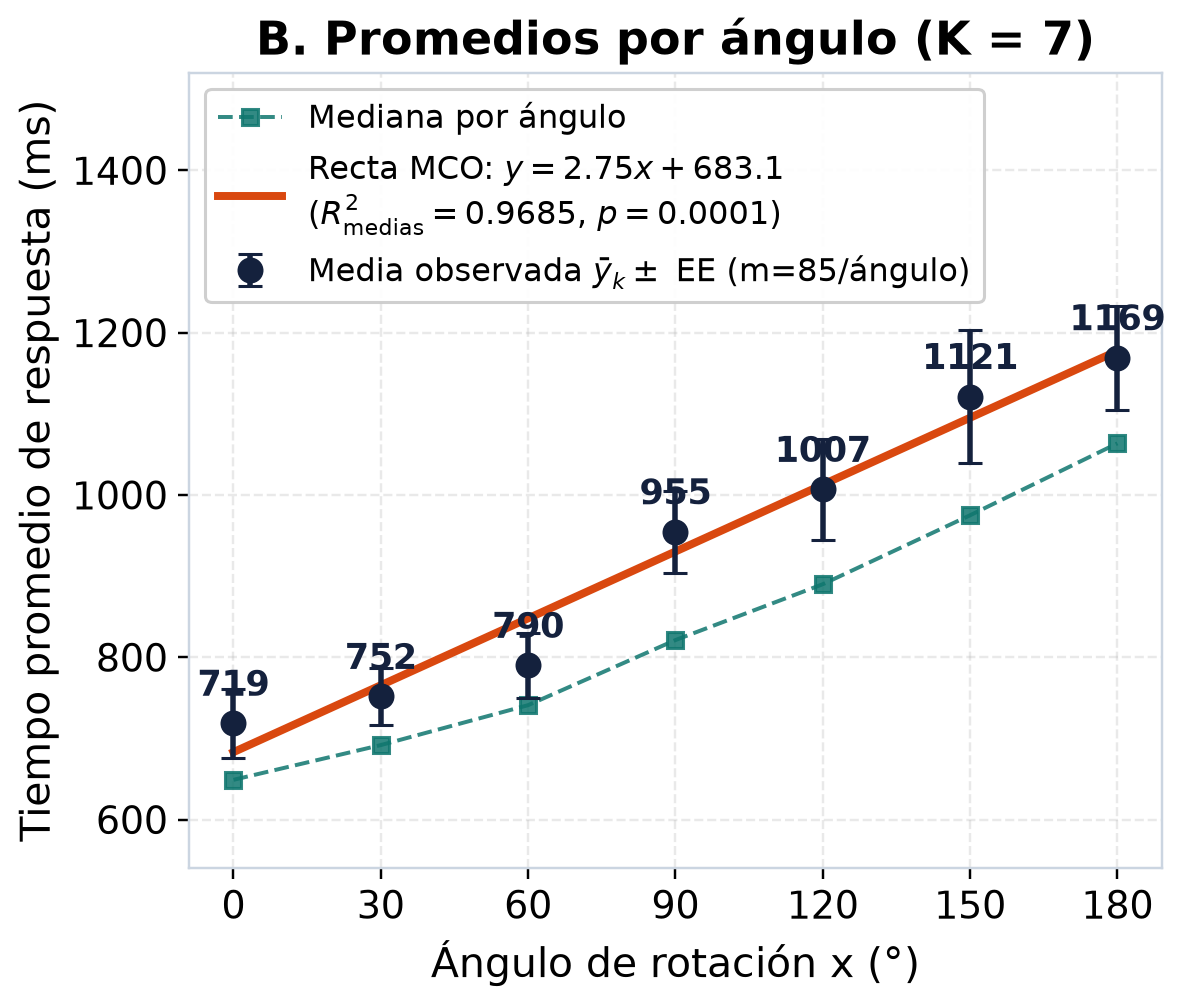 B. Promedios por ángulo (K = 7)
Tiempo promedio de respuesta (ms)
1400
1200
1000
800
600
Mediana por ángulo
Recta MCO: y = 2.75x + 683.1
(R²medias = 0.9685, p = 0.0001)
Media observada ȳₖ ± EE (m=85/ángulo)
719
752
790
955
1007
1121
1169
0 30 60 90 120 150 180
Ángulo de rotación x (°)